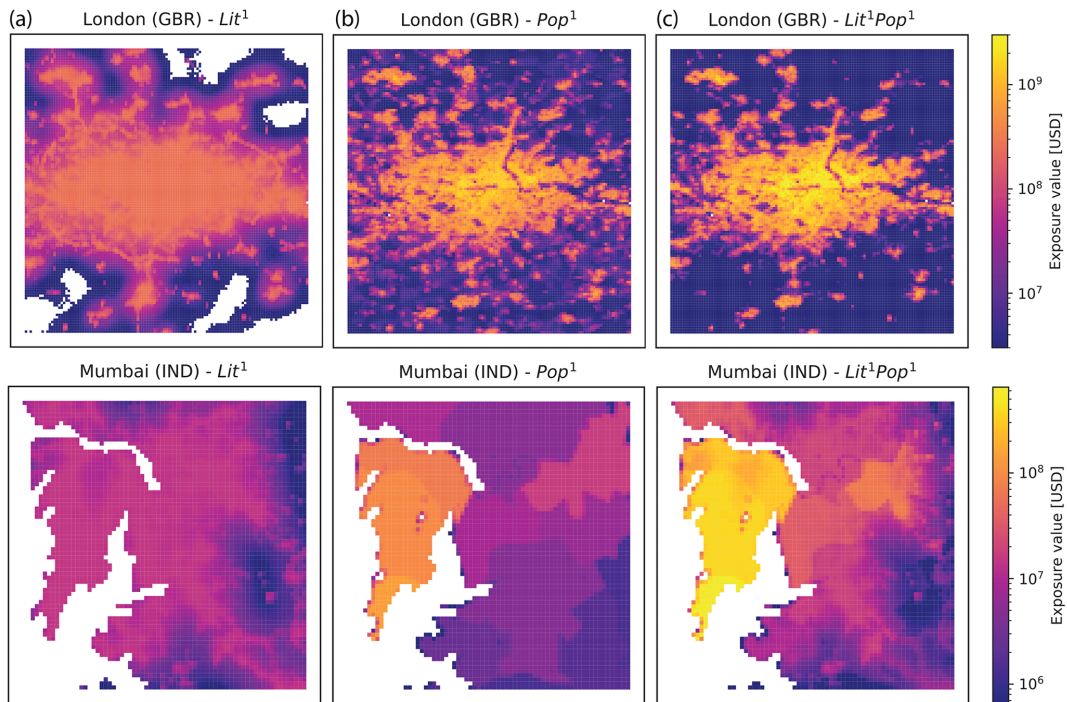 (a) London (GBR) - Lit¹
(b) London (GBR) - Pop¹
(c) London (GBR) - Lit¹Pop¹
10⁹
10⁸
10⁷
Exposure value [USD]
Mumbai (IND) - Lit¹
Mumbai (IND) - Pop¹
Mumbai (IND) - Lit¹Pop¹
10⁸
10⁷
10⁶
Exposure value [USD]